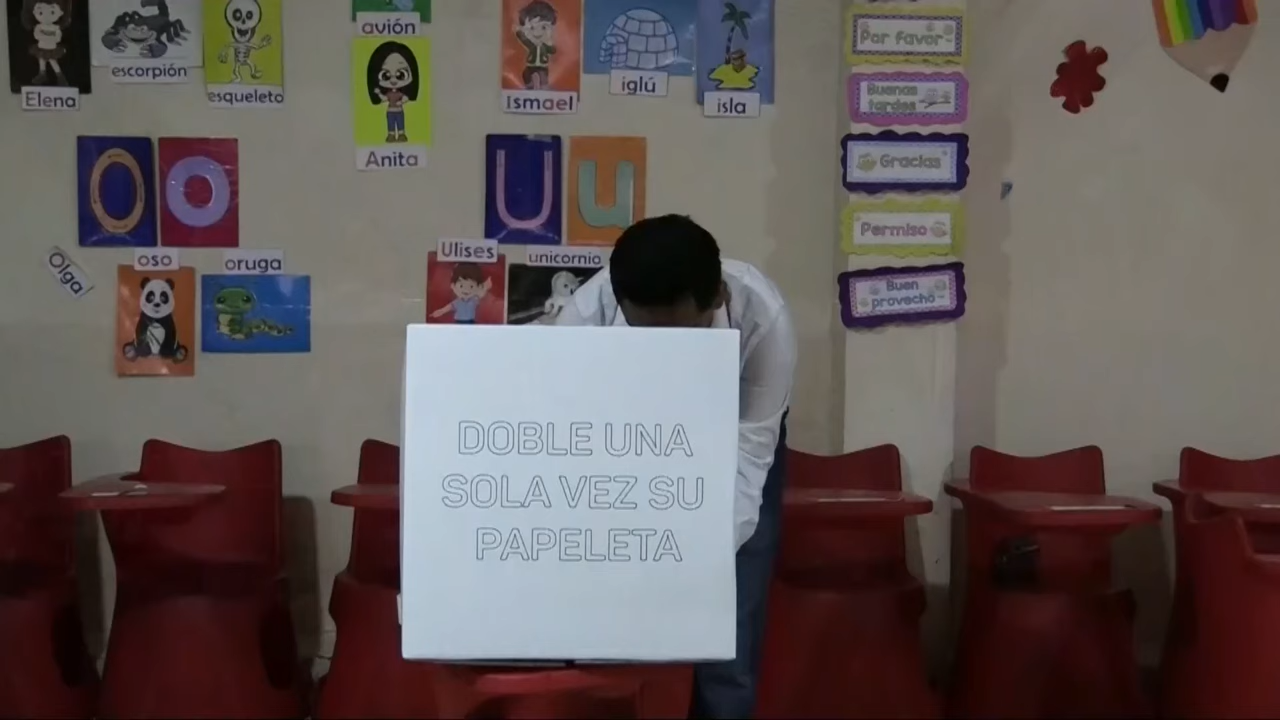 Elena
escorpión
esqueleto
avión
Anita
Ismael
iglú
isla
Por favor
Buenas
tardes
Gracias
Permiso
Buen
provecho
O
O
U
u
Olga
oso
oruga
Ulises
unicornio
DOBLE UNA
SOLA VEZ SU
PAPELETA